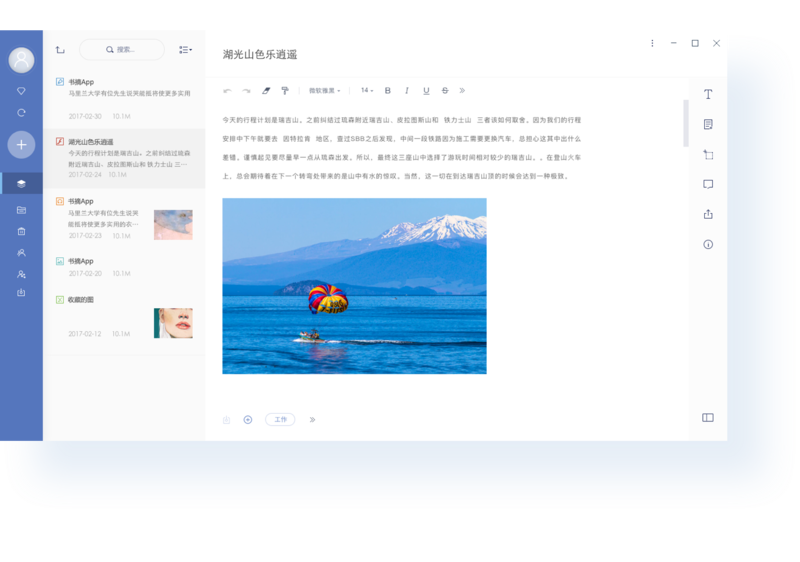 搜索...
书摘App
马里兰大学有位先生说哭能抵将使更多实用
2017-02-30 10.1M
湖光山色乐逍遥
今天的行程计划是瑞吉山。之前纠结过琉森
附近瑞吉山、皮拉图斯山和 铁力士山 三一
2017-02-24 10.1M
书摘App
马里兰大学有位先生说哭
能抵将使更多实用的衣一
2017-02-23 10.1M
书摘App
2017-02-20 10.1M
收藏的图
2017-02-12 10.1M
湖光山色乐逍遥
微软雅黑 14 B I U S
今天的行程计划是瑞吉山。之前纠结过琉森附近瑞吉山、皮拉图斯山和 铁力士山 三者该如何取舍。因为我们的行程
安排中下午就要去 因特拉肯 地区，查过SBB之后发现，中间一段铁路因为施工需要更换汽车，总担心这其中出什么
差错，谨慎起见要尽量早一点从琉森出发。所以，最终这三座山中选择了游玩时间相对较少的瑞吉山、。在登山火车
上，总会期待着在下一个转弯处带来的是山中有水的惊叹。当然，这一切在到达瑞吉山顶的时候会达到一种极致。
工作